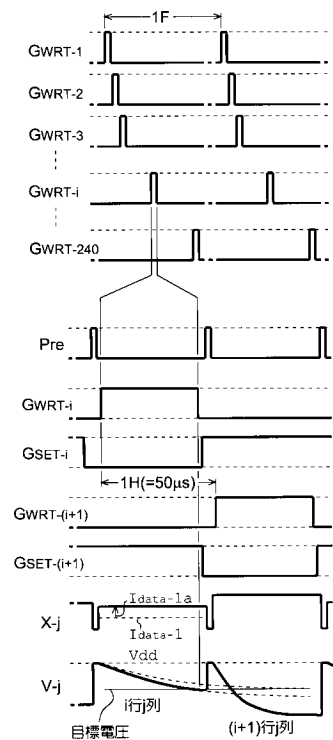 1F
GWRT-1
GWRT-2
GWRT-3
GWRT-i
GWRT-240
Pre
GWRT-i
GSET-i
1H(=50μs)
GWRT-(i+1)
GSET-(i+1)
Idata-1a
X-j
Idata-1
Vdd
V-j
i行j列
(i+1)行j列
目標電圧